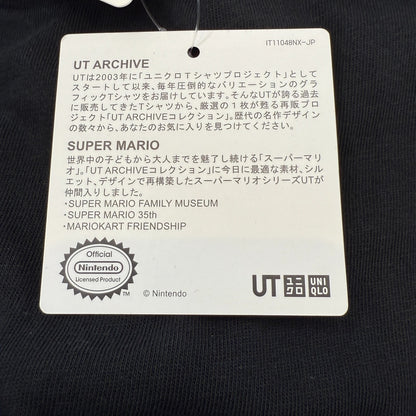 IT11048NX-JP
UT ARCHIVE
UTは2003年に「ユニクロTシャツプロジェクト」として
スタートして以来、毎年圧倒的なバリエーションのグラ
フィックTシャツをお届けしています。そんなUTが誇る過去
に販売してきたTシャツから、厳選の1枚が甦る再販プロ
ジェクト「UT ARCHIVEコレクション」。歴代の名作デザイン
の数々から、あなたのお気に入りを見つけてください。
SUPER MARIO
世界中の子どもから大人までを魅了し続ける「スーパーマリ
オ」。「UT ARCHIVEコレクション」に今日に最適な素材、シル
エット、デザインで再構築したスーパーマリオシリーズUTが
仲間入りしました。
・SUPER MARIO FAMILY MUSEUM
・SUPER MARIO 35th
・MARIOKART FRIENDSHIP
Official
Nintendo
Licensed Product
TM
© Nintendo
UT ユニクロ UNIQLO